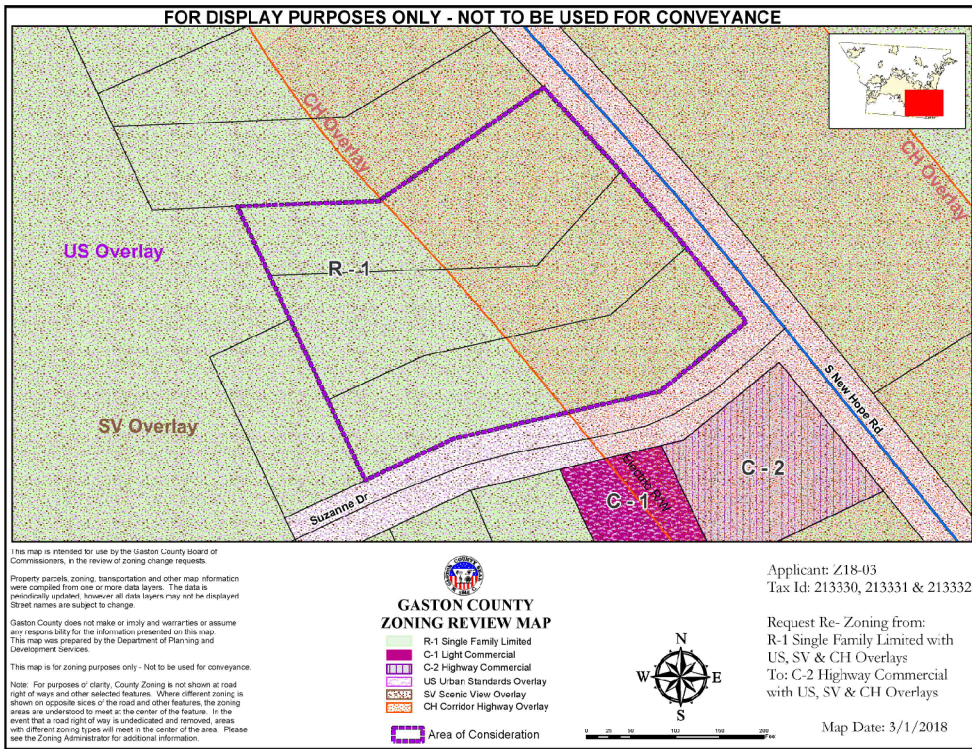 FOR DISPLAY PURPOSES ONLY - NOT TO BE USED FOR CONVEYANCE
CH Overlay
CH Overlay
US Overlay
R - 1
SV Overlay
S New Hope Rd
C - 2
C - 1
Suzanne Dr
This map is intended for use by the Gaston County Board of
Commissioners, in the review of zoning change requests.
Property parcels, zoning, transportation and other map information
were compiled from one or more data layers. The data is
periodically updated, however all data layers may not be displayed
Street names are subject to change.
Gaston County does not make or imply and warranties or assume
any responsibility for the information presented on this map.
This map was prepared by the Department of Planning and
Development Services.
This map is for zoning purposes only - Not to be used for conveyance.
Note: For purposes of clarity, County Zoning is not shown at road
right of ways and other selected features. Where different zoning is
shown on opposite sides of the road and other features, the zoning
areas are understood to meet at the center of the feature. In the
event that a road right of way is undedicated and removed, areas
with different zoning types will meet in the center of the area. Please
see the Zoning Administrator for additional information.
GASTON COUNTY
ZONING REVIEW MAP
R-1 Single Family Limited
C-1 Light Commercial
C-2 Highway Commercial
US Urban Standards Overlay
SV Scenic View Overlay
CH Corridor Highway Overlay
Area of Consideration
N
W E
S
0 25 50 100 150 200
Feet
Applicant: Z18-03
Tax Id: 213330, 213331 & 213332
Request Re- Zoning from:
R-1 Single Family Limited with
US, SV & CH Overlays
To: C-2 Highway Commercial
with US, SV & CH Overlays
Map Date: 3/1/2018